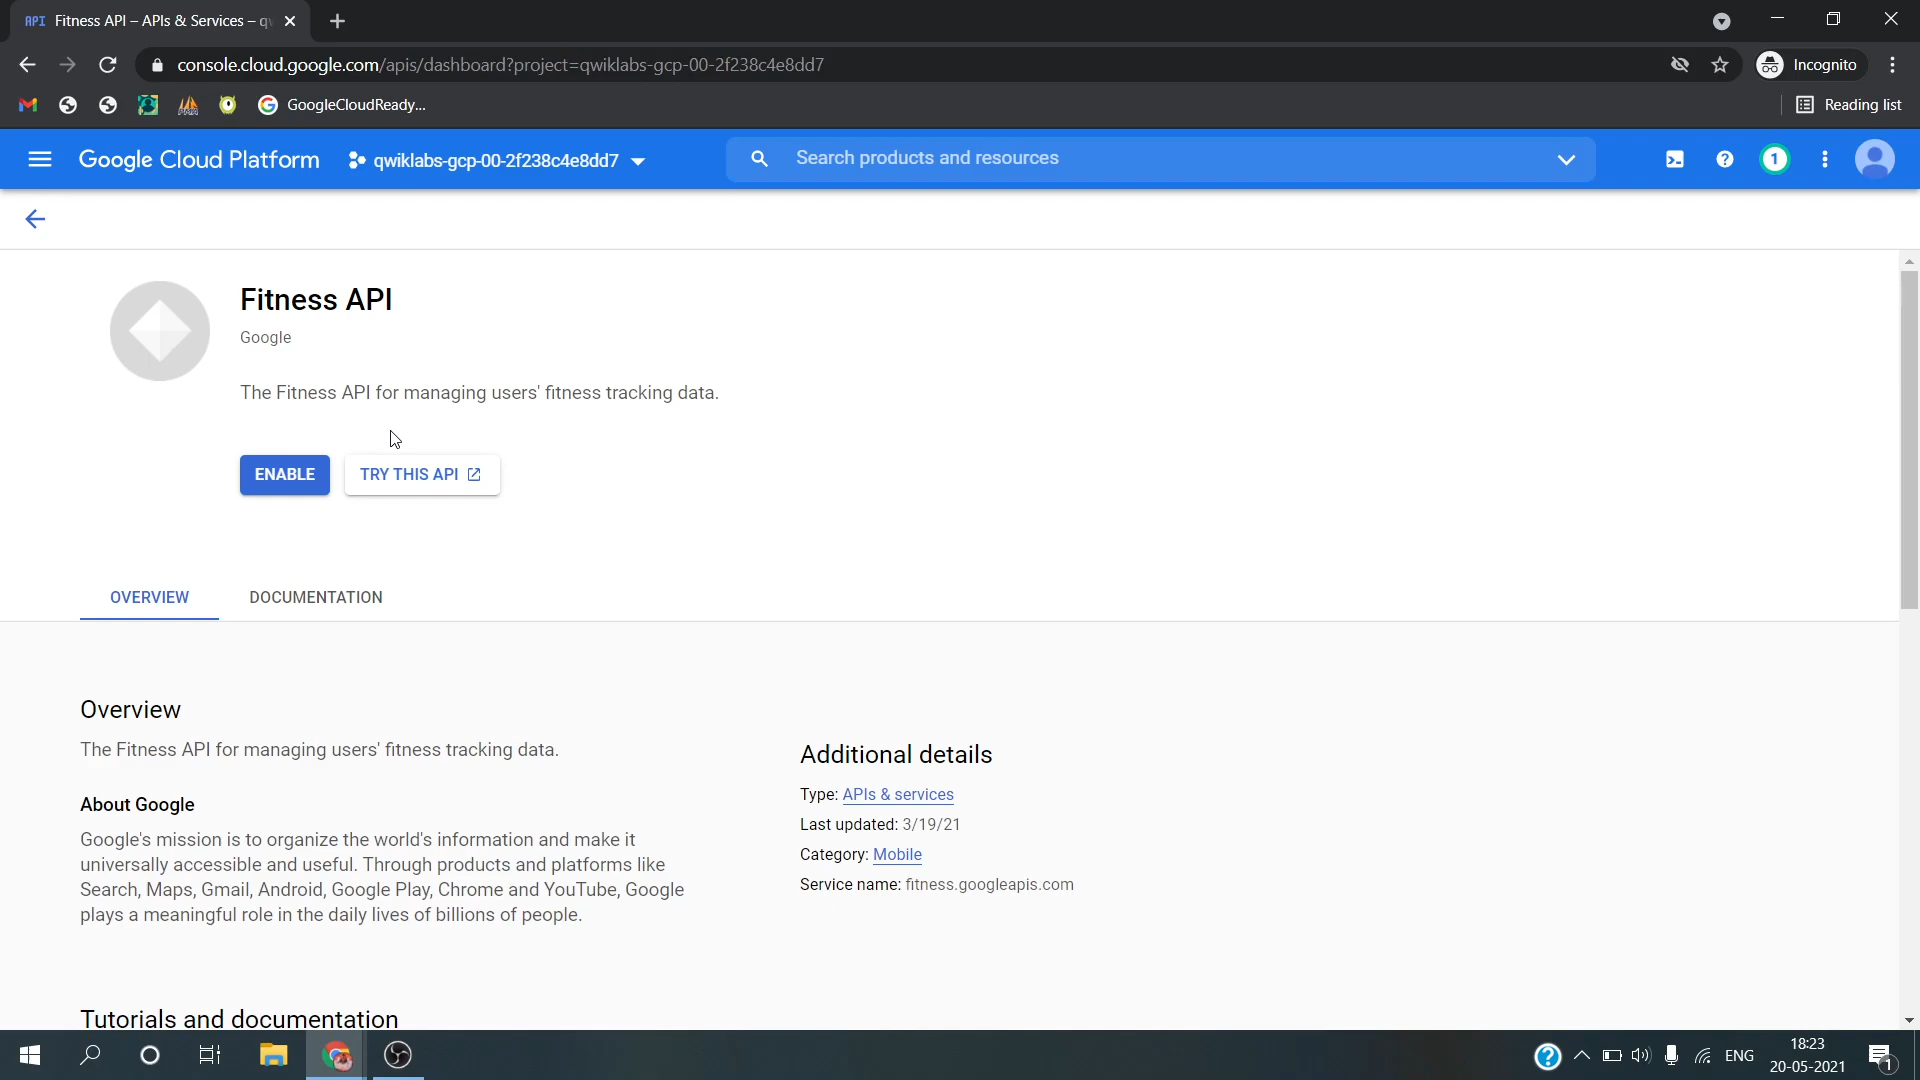 API Fitness API – APIs & Services – qw
console.cloud.google.com/apis/dashboard?project=qwiklabs-gcp-00-2f238c4e8dd7
Incognito
GoogleCloudReady...
Reading list
Google Cloud Platform
qwiklabs-gcp-00-2f238c4e8dd7
Search products and resources
1
Fitness API
Google
The Fitness API for managing users' fitness tracking data.
ENABLE
TRY THIS API
OVERVIEW
DOCUMENTATION
Overview
The Fitness API for managing users' fitness tracking data.
About Google
Google's mission is to organize the world's information and make it
universally accessible and useful. Through products and platforms like
Search, Maps, Gmail, Android, Google Play, Chrome and YouTube, Google
plays a meaningful role in the daily lives of billions of people.
Additional details
Type: APIs & services
Last updated: 3/19/21
Category: Mobile
Service name: fitness.googleapis.com
Tutorials and documentation
ENG
18:23
20-05-2021
1